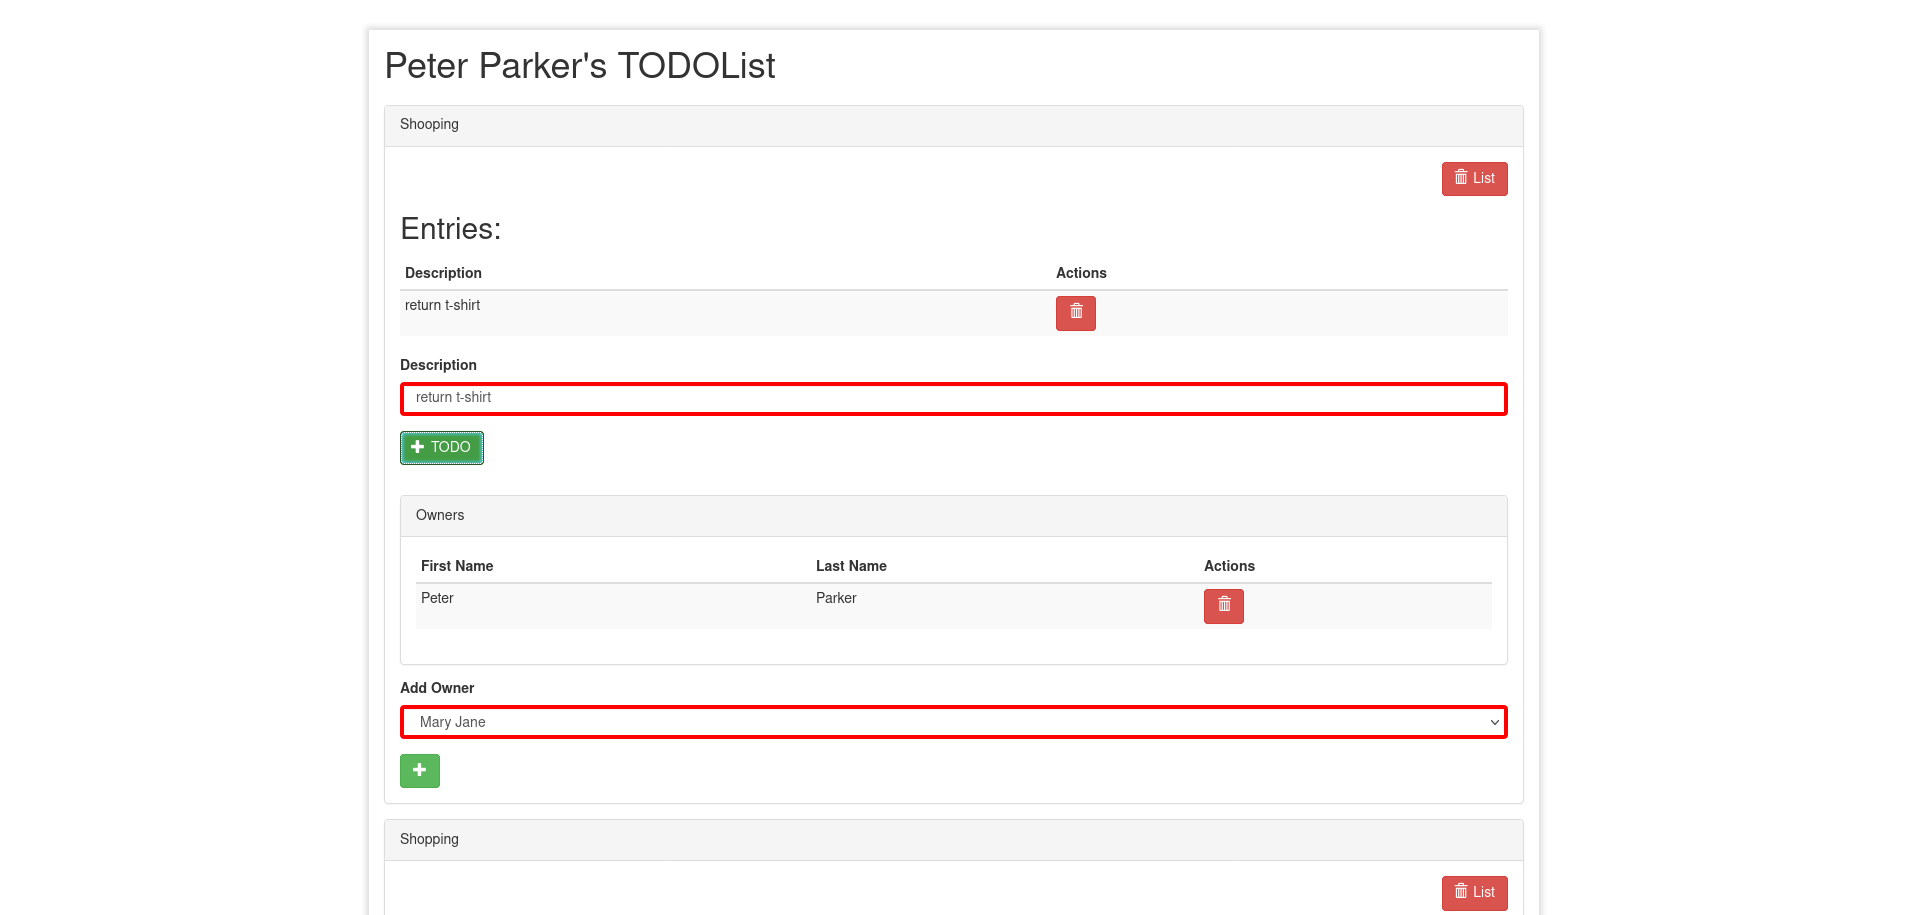 Peter Parker's TODOList
Shooping
List
Entries:
Description Actions
return t-shirt
Description
return t-shirt
TODO
Owners
First Name Last Name Actions
Peter Parker
Add Owner
Mary Jane
Shopping
List